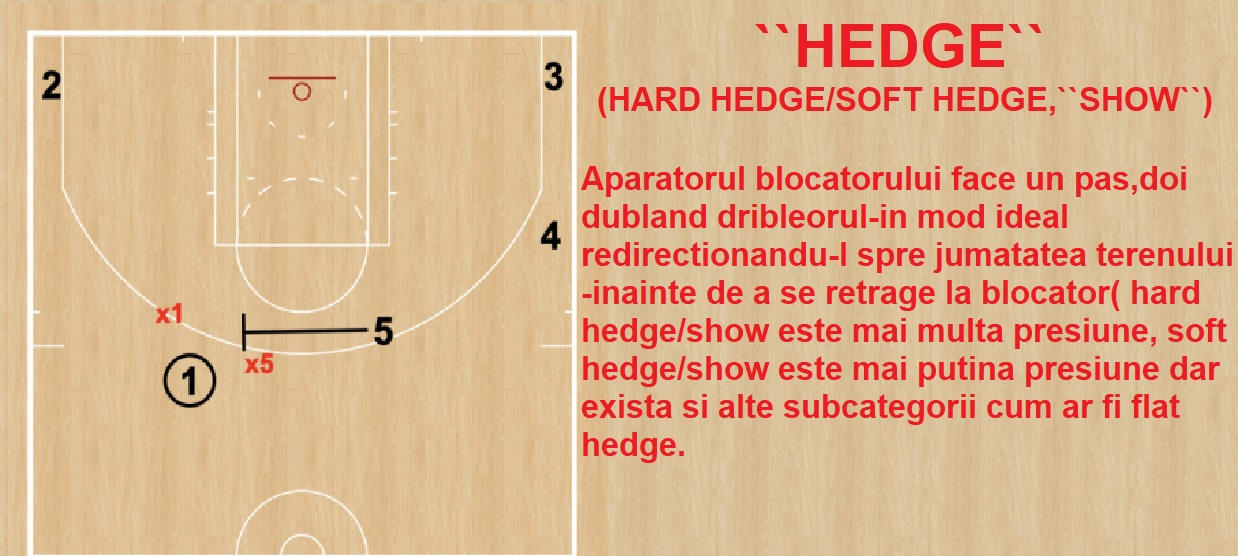 ``HEDGE``
(HARD HEDGE/SOFT HEDGE,``SHOW``)
2
3
Aparatorul blocatorului face un pas,doi
dubland dribleorul-in mod ideal
4
redirectionandu-l spre jumatatea terenului
-inainte de a se retrage la blocator( hard
x1
5
hedge/show este mai multa presiune, soft
x5
hedge/show este mai putina presiune dar
1
exista si alte subcategorii cum ar fi flat
hedge.